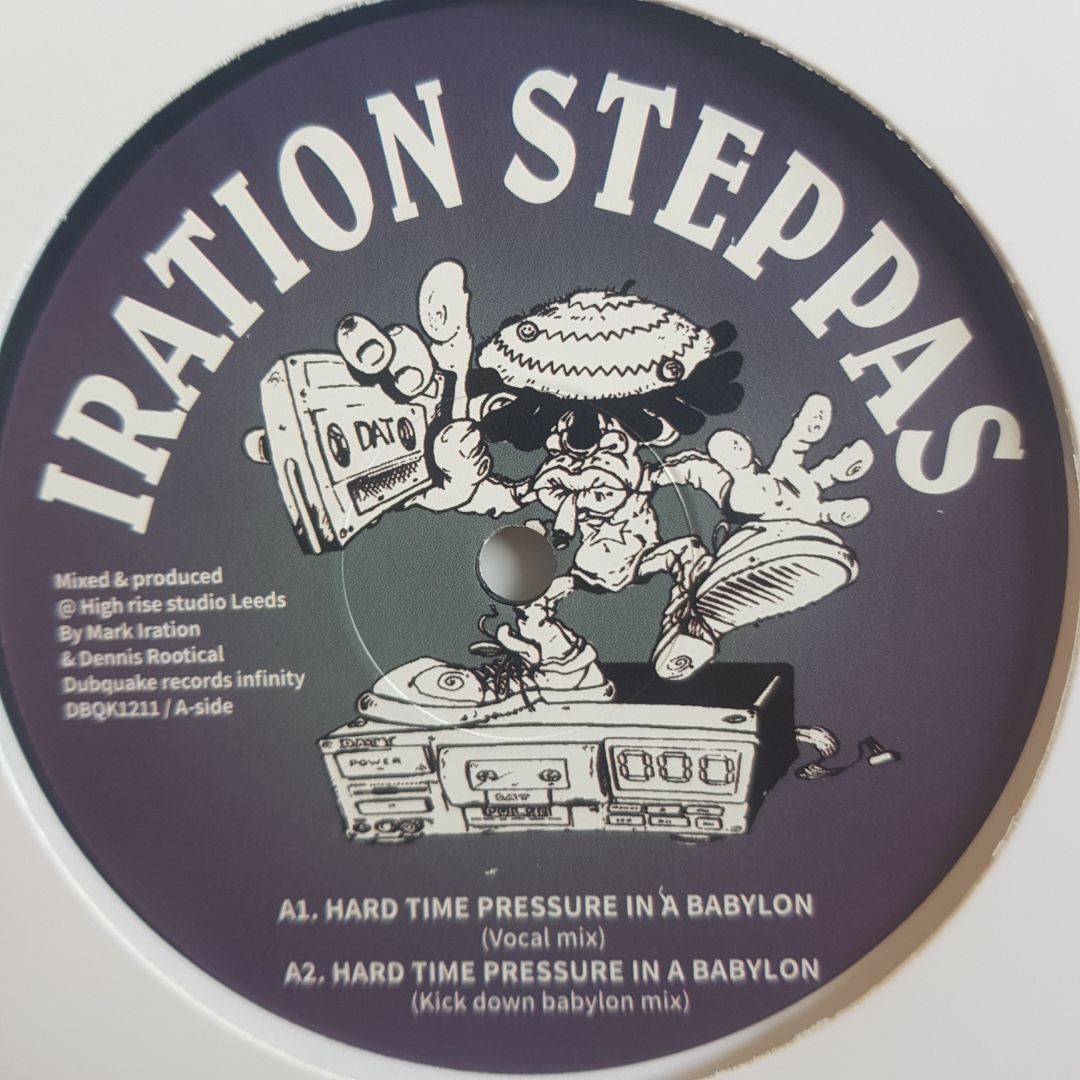 IRATION STEPPAS
DAT
Mixed & produced
@ High rise studio Leeds
By Mark Iration
& Dennis Rootical
Dubquake records infinity
DBQK1211 / A-side
POWER
000
DAT
A1. HARD TIME PRESSURE IN A BABYLON
(Vocal mix)
A2. HARD TIME PRESSURE IN A BABYLON
(Kick down babylon mix)